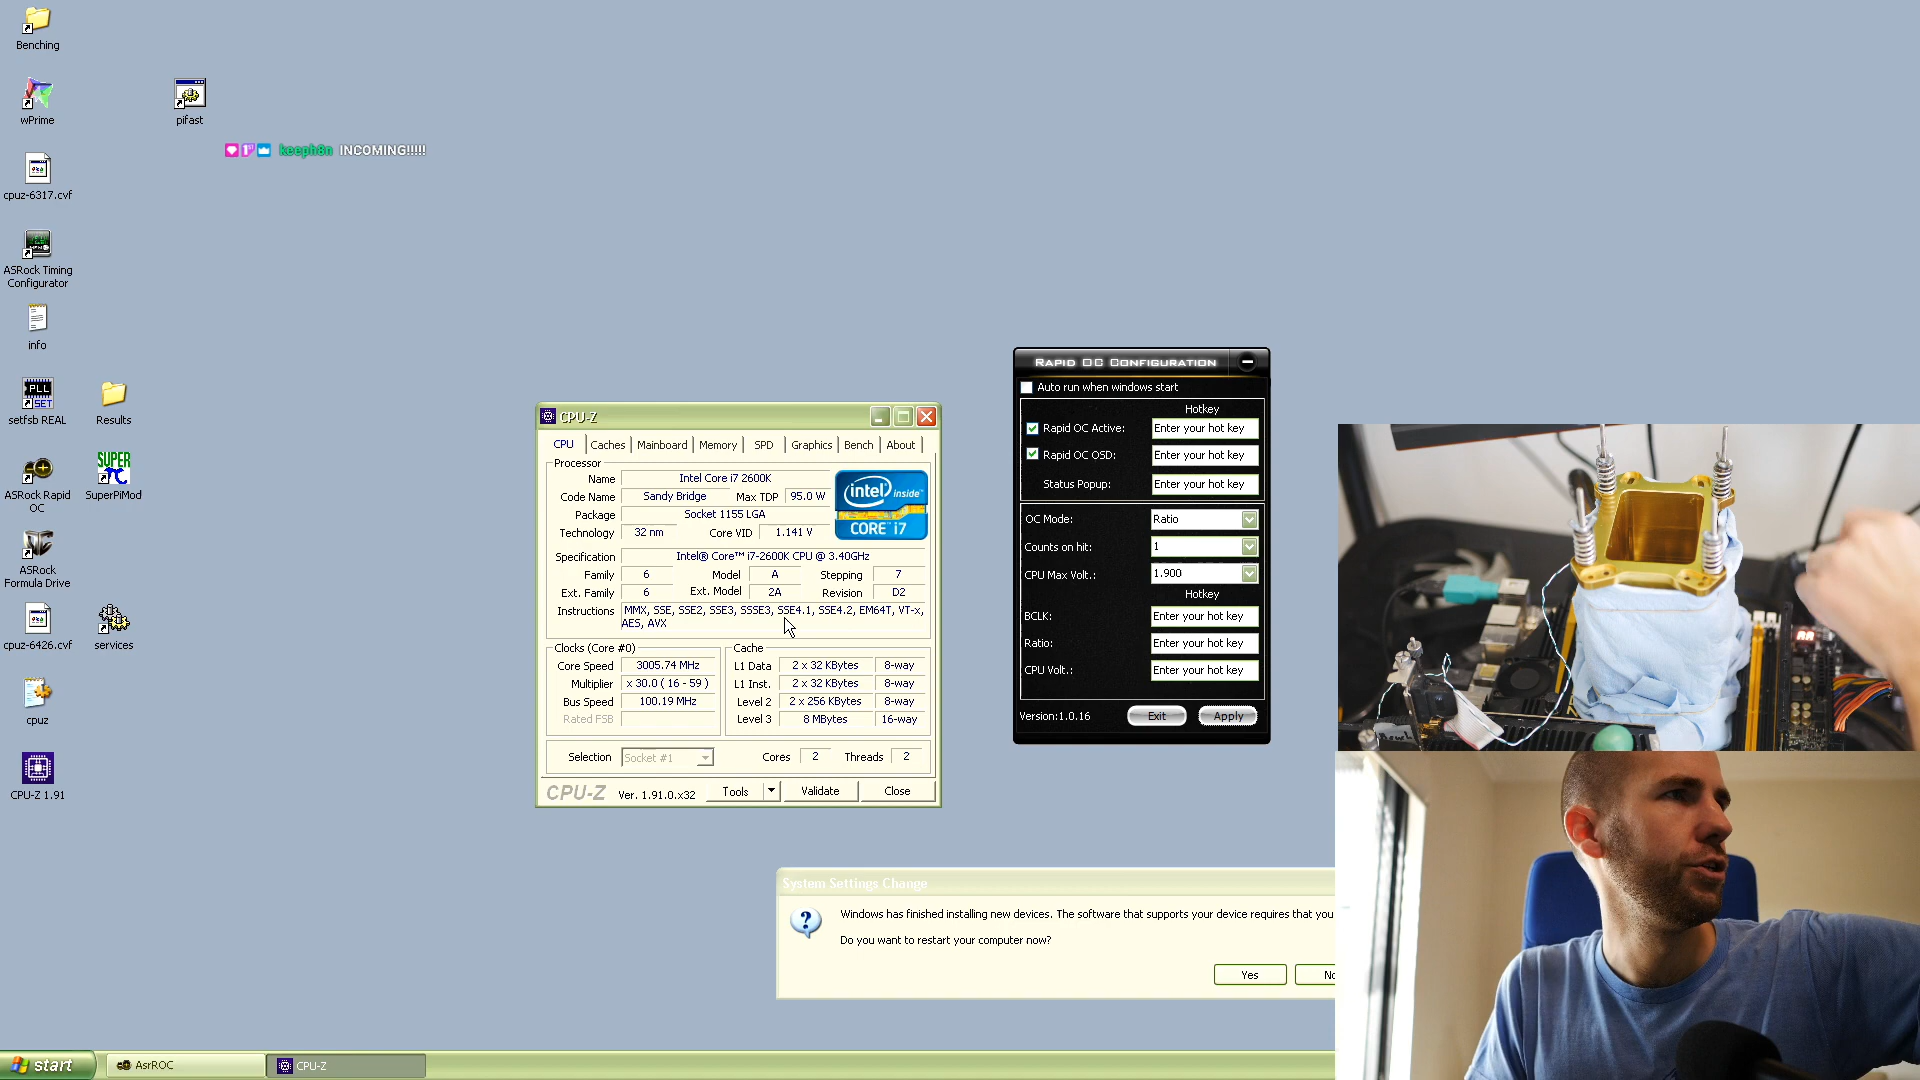 Benching
wPrime
pifast
keeph8n INCOMING!!!!!
cpuz-6317.cvf
ASRock Timing
Configurator
info
PLL
SET
setfsb REAL
Results
SUPER
ASRock Rapid
OC
SuperPiMod
ASRock
Formula Drive
cpuz-6426.cvf
services
cpuz
CPU-Z 1.91
CPU-Z
CPU Caches Mainboard Memory SPD Graphics Bench About
Processor
Name Intel Core i7 2600K
Code Name Sandy Bridge Max TDP 95.0 W
Package Socket 1155 LGA
Technology 32 nm Core VID 1.141 V
intel inside™
CORE™ i7
Specification Intel® Core™ i7-2600K CPU @ 3.40GHz
Family 6 Model A Stepping 7
Ext. Family 6 Ext. Model 2A Revision D2
Instructions MMX, SSE, SSE2, SSE3, SSSE3, SSE4.1, SSE4.2, EM64T, VT-x,
AES, AVX
Clocks (Core #0)
Core Speed 3005.74 MHz
Multiplier x 30.0 ( 16 - 59 )
Bus Speed 100.19 MHz
Rated FSB
Cache
L1 Data 2 x 32 KBytes 8-way
L1 Inst. 2 x 32 KBytes 8-way
Level 2 2 x 256 KBytes 8-way
Level 3 8 MBytes 16-way
Selection Socket #1 Cores 2 Threads 2
CPU-Z Ver. 1.91.0.x32 Tools Validate Close
RAPID OC CONFIGURATION
Auto run when windows start
Hotkey
Rapid OC Active: Enter your hot key
Rapid OC OSD: Enter your hot key
Status Popup: Enter your hot key
OC Mode: Ratio
Counts on hit: 1
CPU Max Volt.: 1.900
Hotkey
BCLK: Enter your hot key
Ratio: Enter your hot key
CPU Volt.: Enter your hot key
Version:1.0.16 Exit Apply
System Settings Change
Windows has finished installing new devices. The software that supports your device requires that you
Do you want to restart your computer now?
Yes
start AsrROC CPU-Z